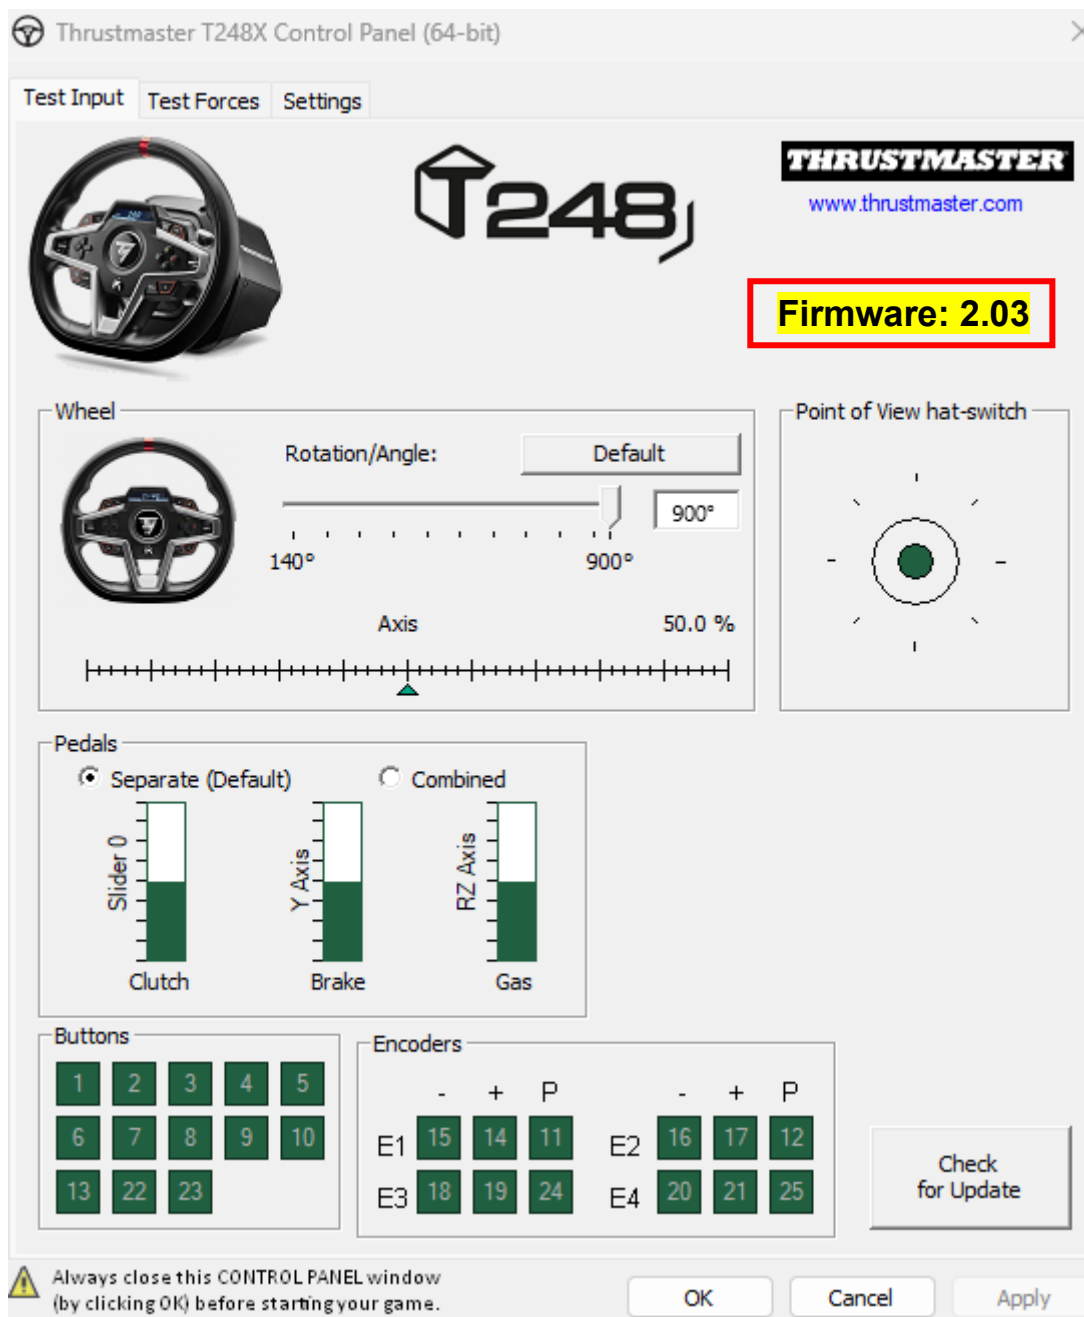 Thrustmaster T248X Control Panel (64-bit)
Test Input Test Forces Settings
T248
THRUSTMASTER
www.thrustmaster.com
Firmware: 2.03
Wheel
Rotation/Angle: Default
900°
140° 900°
Axis 50.0 %
Point of View hat-switch
Pedals
Separate (Default) Combined
Slider 0
Y Axis
RZ Axis
Clutch Brake Gas
Buttons
1 2 3 4 5
6 7 8 9 10
13 22 23
Encoders
- + P - + P
E1 15 14 11 E2 16 17 12
E3 18 19 24 E4 20 21 25
Check
for Update
Always close this CONTROL PANEL window
(by clicking OK) before starting your game.
OK Cancel Apply